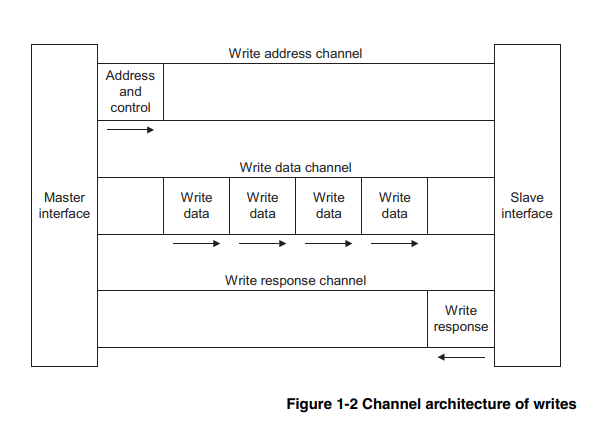 Write address channel
Address
and
control
Write data channel
Master
interface
Write
data
Write
data
Write
data
Write
data
Slave
interface
Write response channel
Write
response
Figure 1-2 Channel architecture of writes